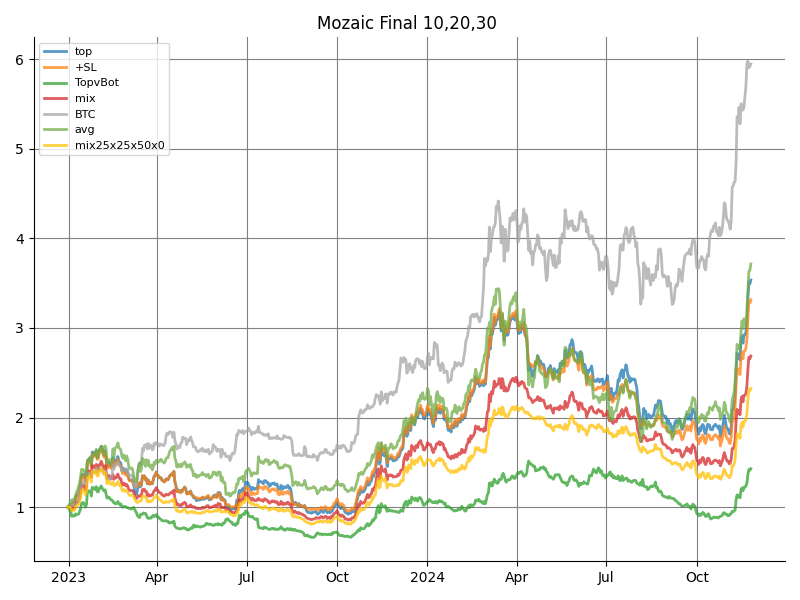 Mozaic Final 10,20,30
top
+SL
TopvBot
mix
BTC
avg
mix25x25x50x0
6
5
4
3
2
1
2023 Apr Jul Oct 2024 Apr Jul Oct